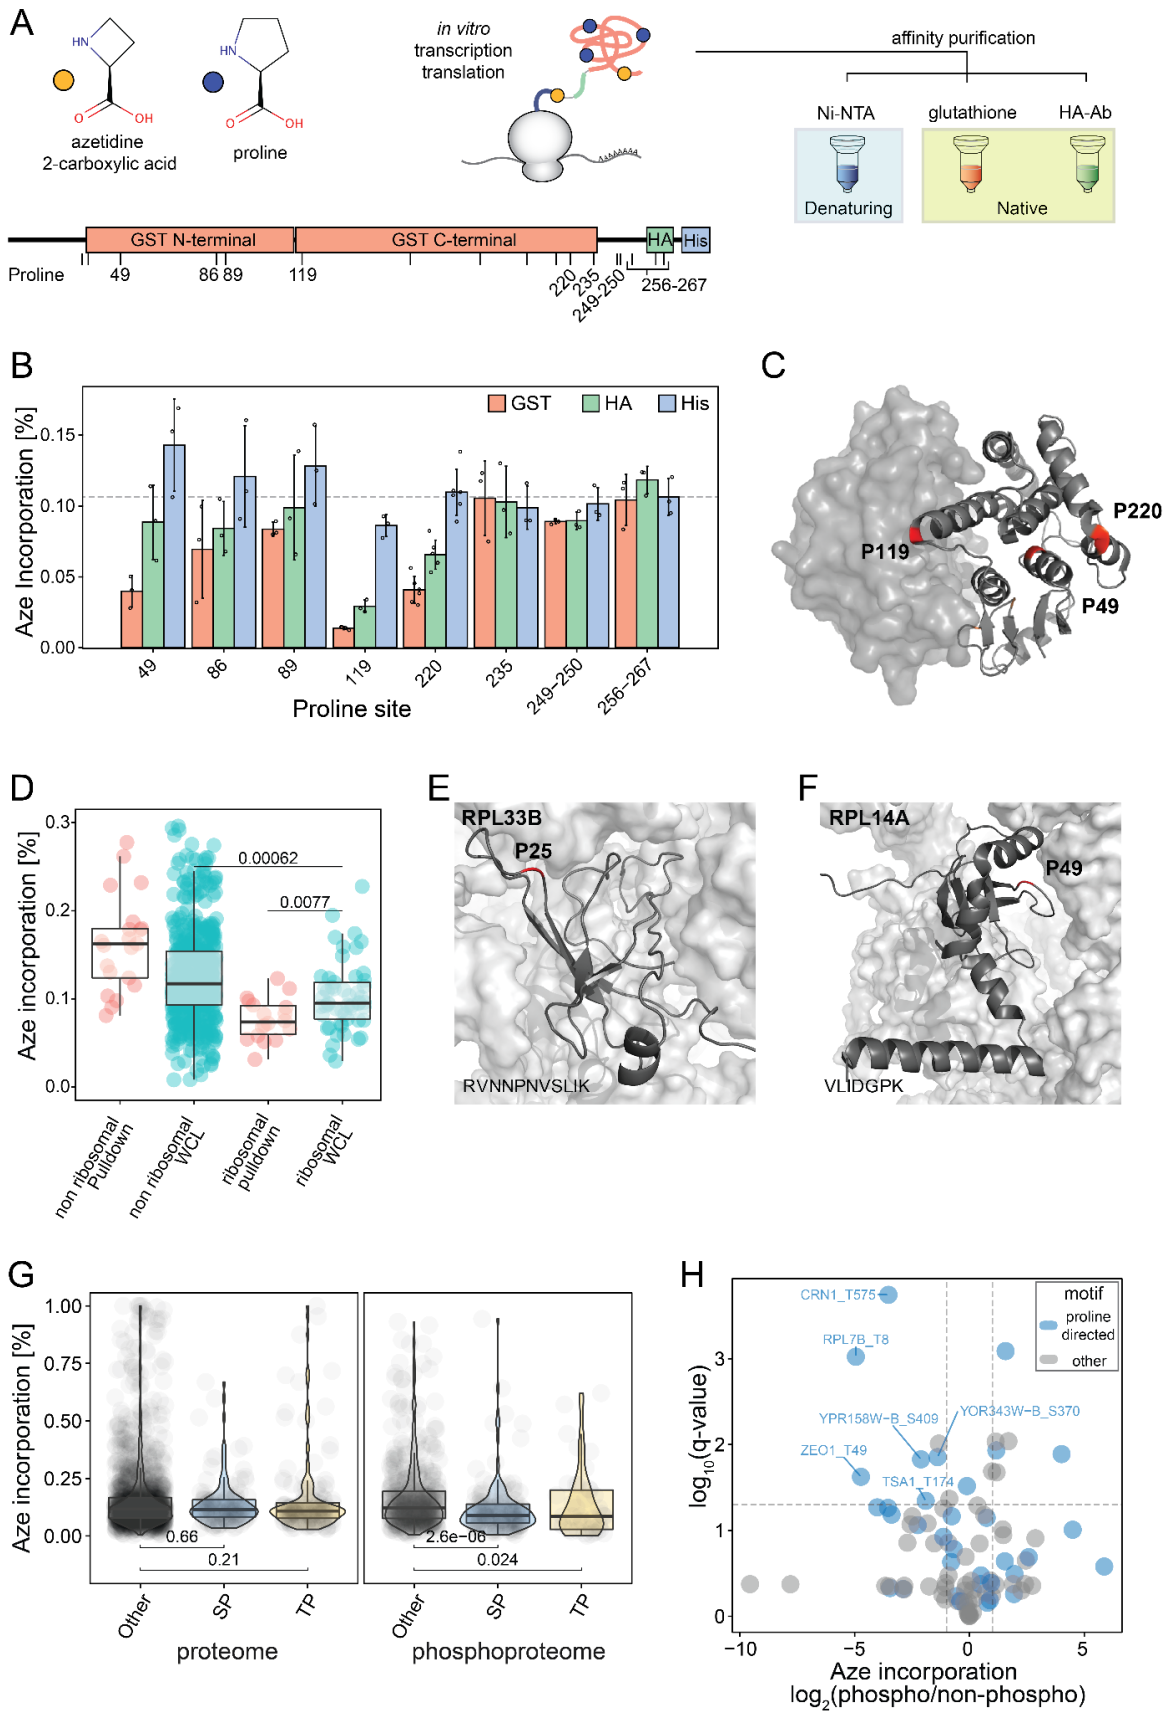 A
HN
O
OH
azetidine
2-carboxylic acid
HN
O
OH
proline
in vitro
transcription
translation
AAAAAAA
affinity purification
Ni-NTA
glutathione
HA-Ab
Denaturing
Native
GST N-terminal
GST C-terminal
HA
His
Proline
49
86 89
119
220
235
249-250
256-267
B
GST
HA
His
Aze Incorporation [%]
0.15
0.10
0.05
0.00
49
86
89
119
220
235
249−250
256−267
Proline site
C
P119
P220
P49
D
Aze incorporation [%]
0.3
0.2
0.1
0.0
0.00062
0.0077
non ribosomal
Pulldown
non ribosomal
WCL
ribosomal
pulldown
ribosomal
WCL
E
RPL33B
P25
RVNNPNVSLIK
F
RPL14A
P49
VLIDGPK
G
Aze incorporation [%]
1.00
0.75
0.50
0.25
0.00
0.66
0.21
2.6e−06
0.024
Other
SP
TP
Other
SP
TP
proteome
phosphoproteome
H
log10(q-value)
3
2
1
0
CRN1_T575
RPL7B_T8
YPR158W−B_S409
YOR343W−B_S370
ZEO1_T49
TSA1_T174
motif
proline
directed
other
−10
−5
0
5
Aze incorporation
log2(phospho/non-phospho)